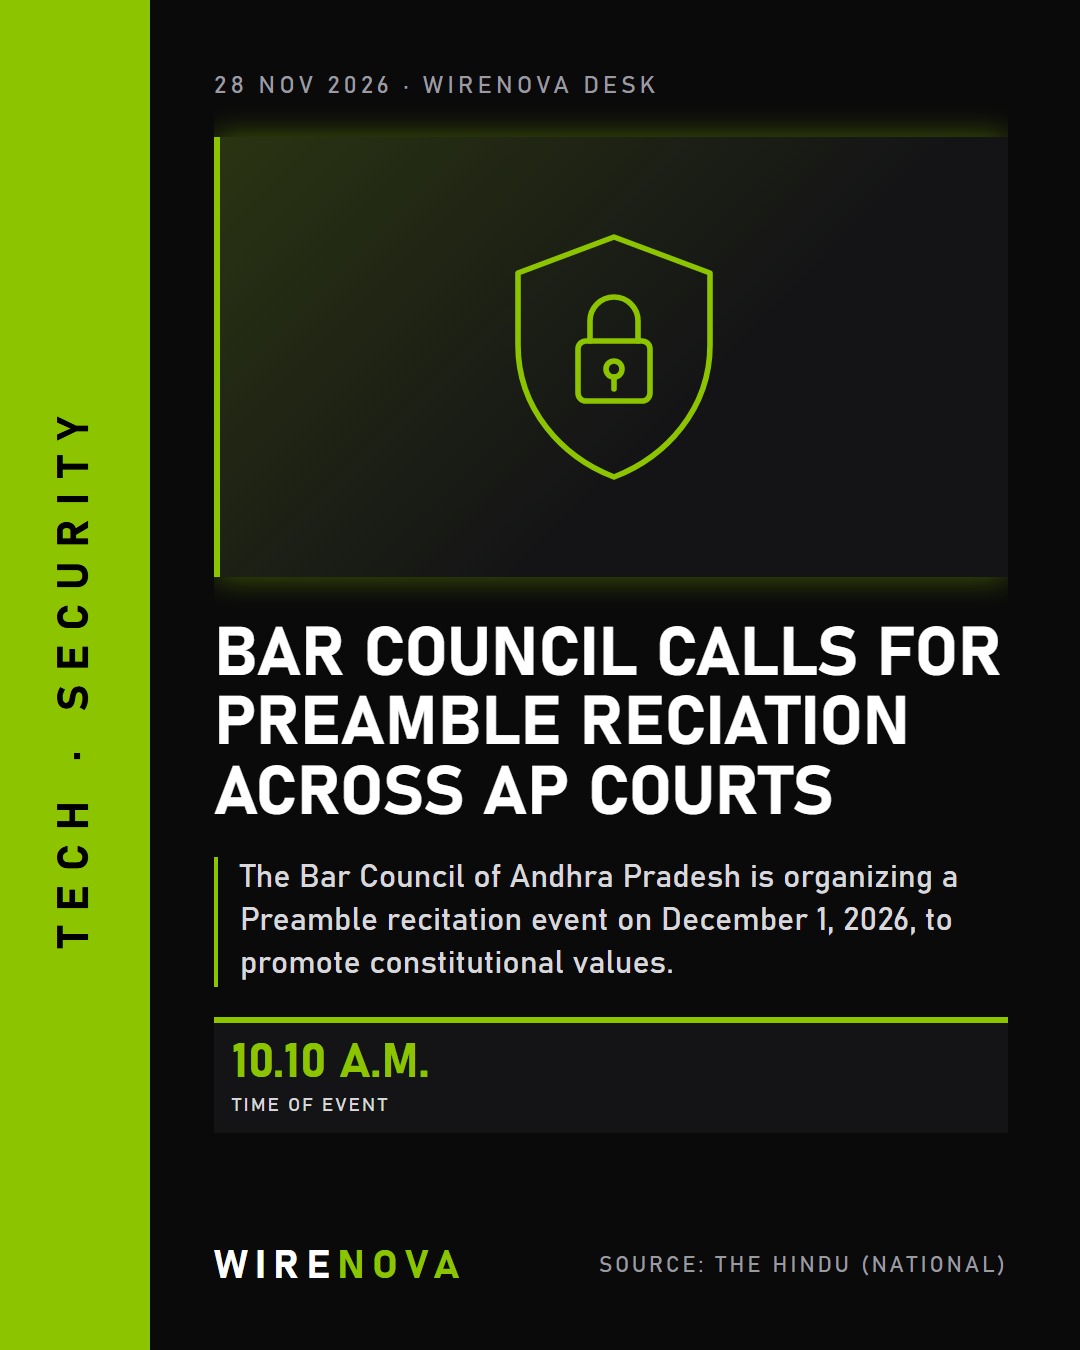 28 NOV 2026 · WIRENOVA DESK
TECH · SECURITY
BAR COUNCIL CALLS FOR
PREAMBLE RECIATION
ACROSS AP COURTS
The Bar Council of Andhra Pradesh is organizing a
Preamble recitation event on December 1, 2026, to
promote constitutional values.
10.10 A.M.
TIME OF EVENT
WIRENOVA
SOURCE: THE HINDU (NATIONAL)